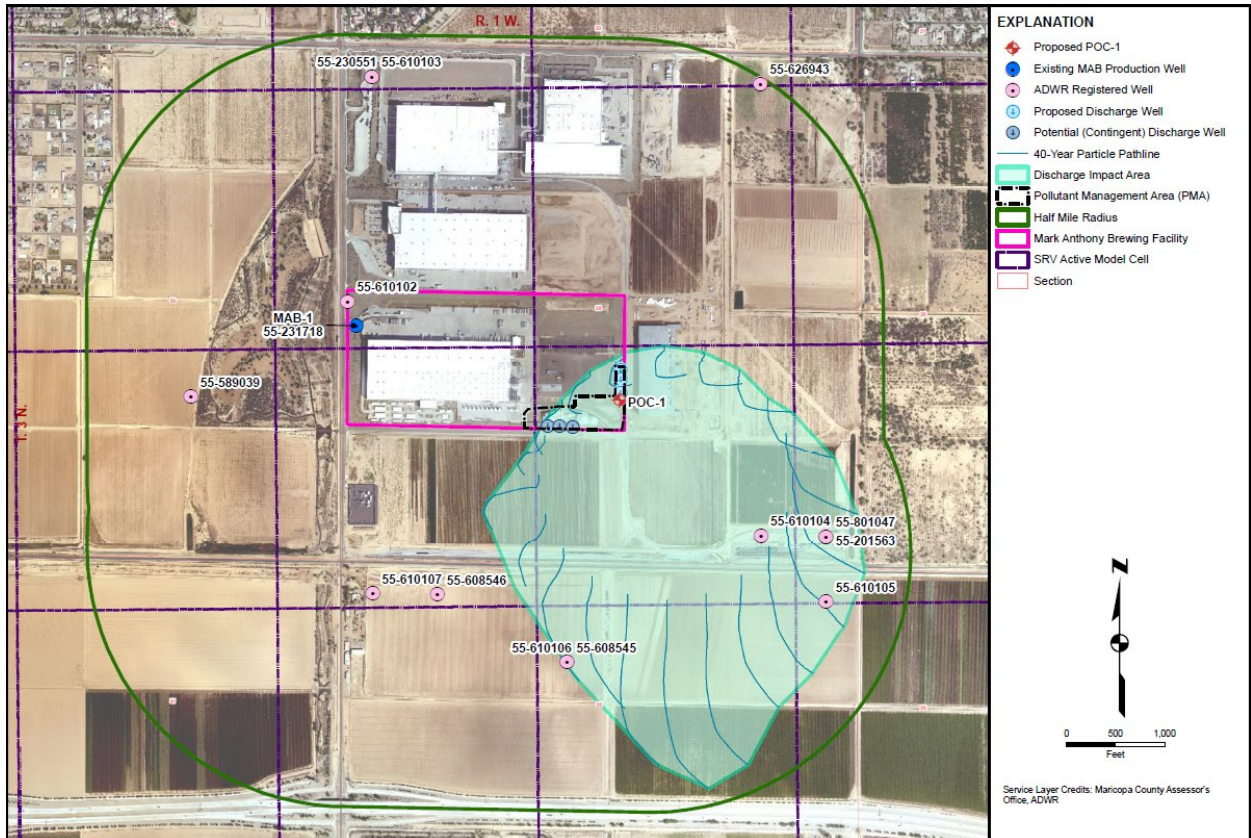 R. 1 W.
EXPLANATION
Proposed POC-1
Existing MAB Production Well
ADWR Registered Well
Proposed Discharge Well
Potential (Contingent) Discharge Well
40-Year Particle Pathline
Discharge Impact Area
Pollutant Management Area (PMA)
Half Mile Radius
Mark Anthony Brewing Facility
SRV Active Model Cell
Section
55-230551 55-610103
55-626943
55-610102
MAB-1
55-231718
55-589039
T. 3 N.
POC-1
55-610104 55-801047
55-201563
55-610107 55-608546
55-610105
55-610106 55-608545
N
0 500 1,000
Feet
Service Layer Credits: Maricopa County Assessor's
Office, ADWR